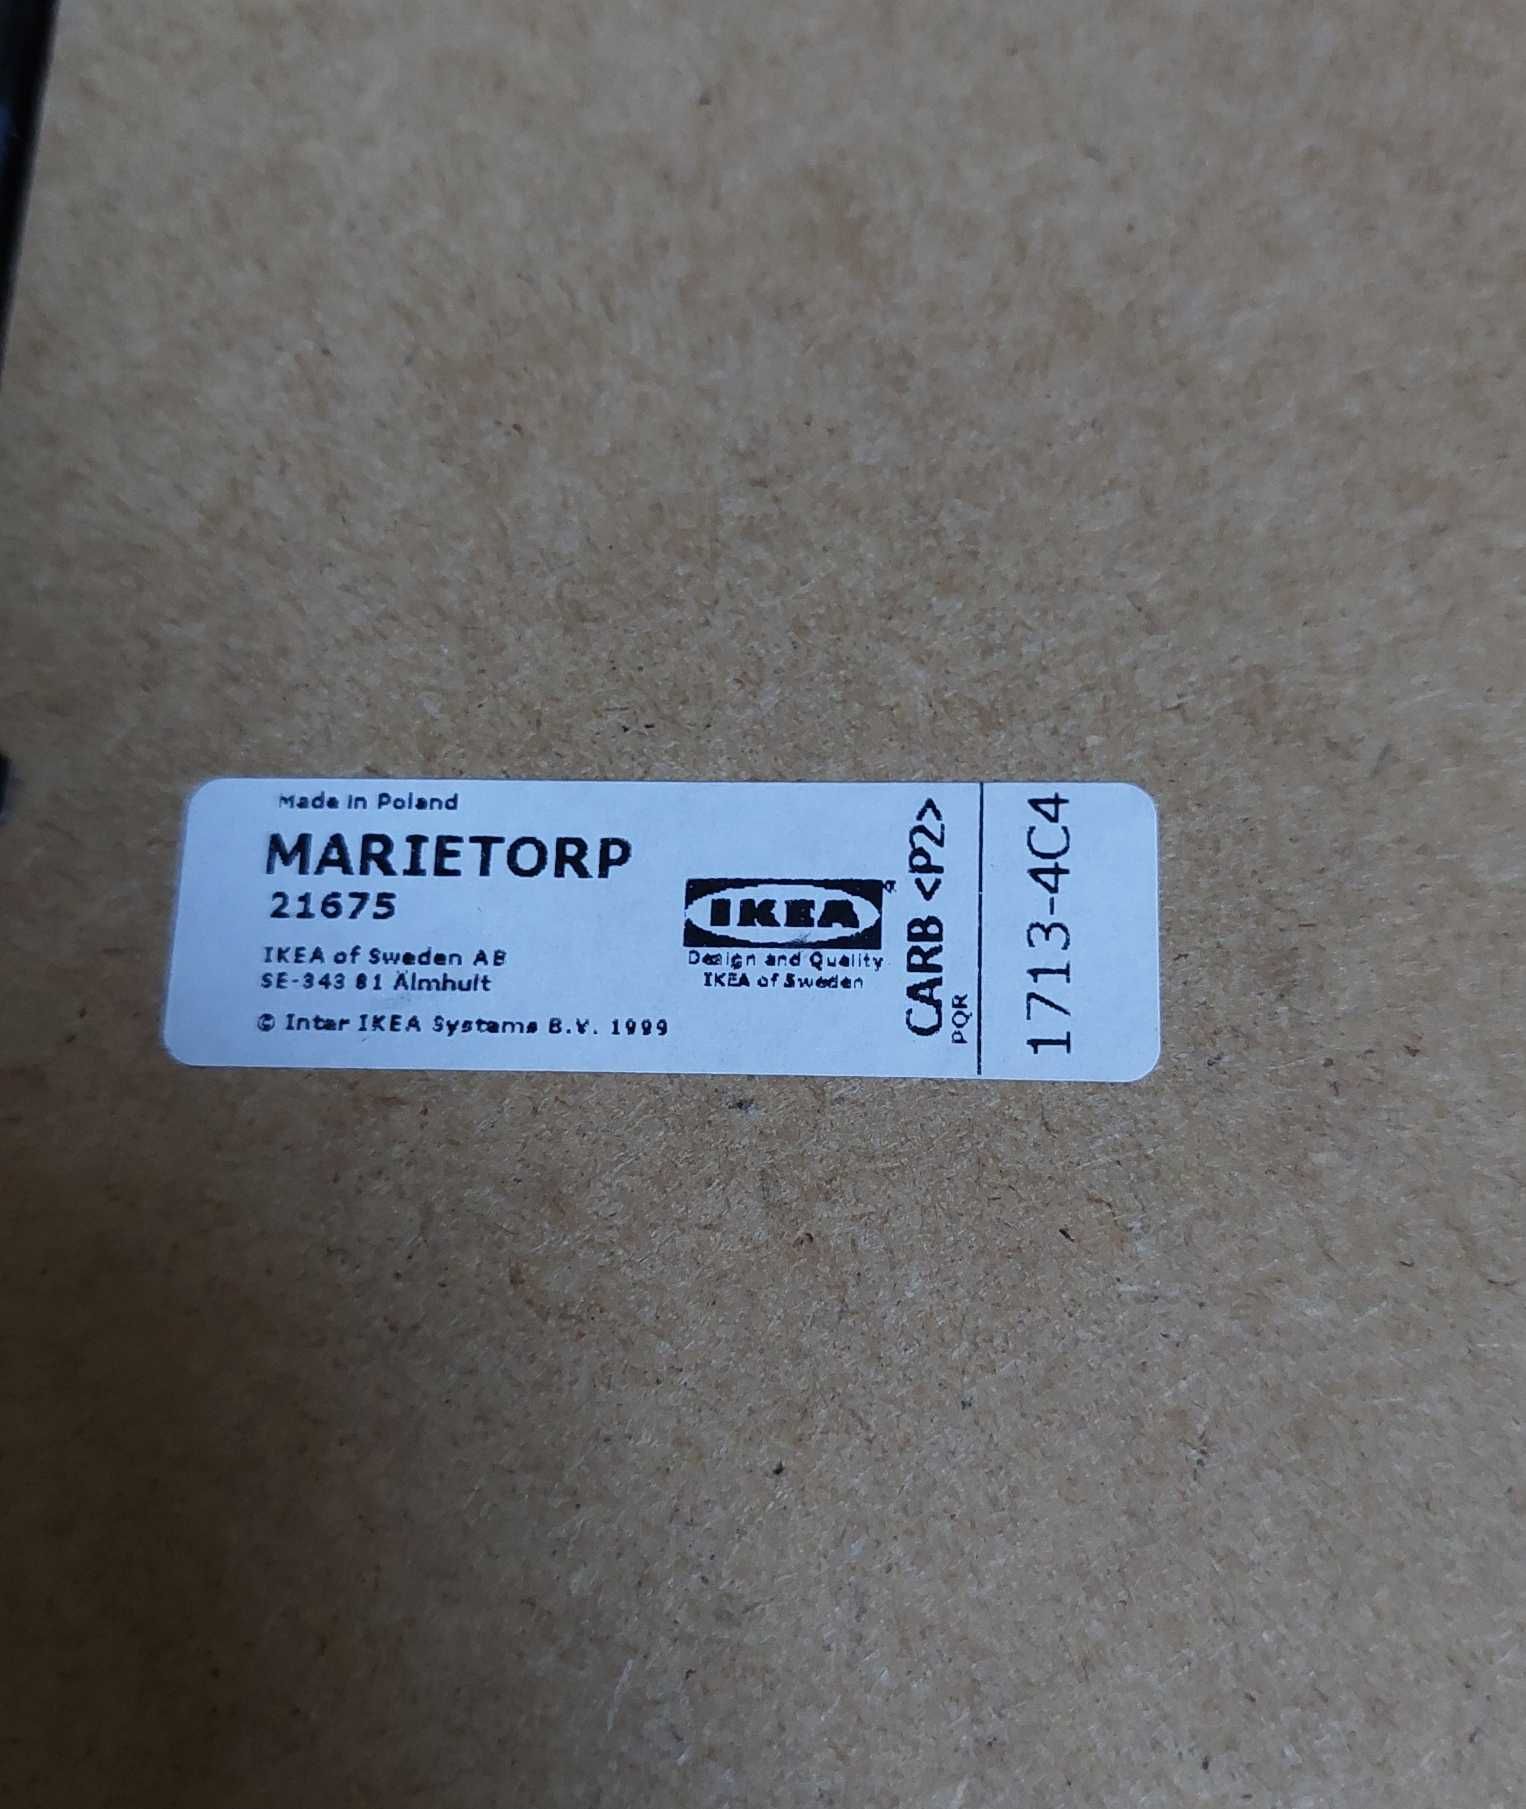 Made in Poland
MARIETORP
21675
IKEA of Sweden AB
SE-343 81 Älmhult
© Inter IKEA Systems B.V. 1999
IKEA®
Design and Quality
IKEA of Sweden
CARB <P2>
PQR
1713-4C4